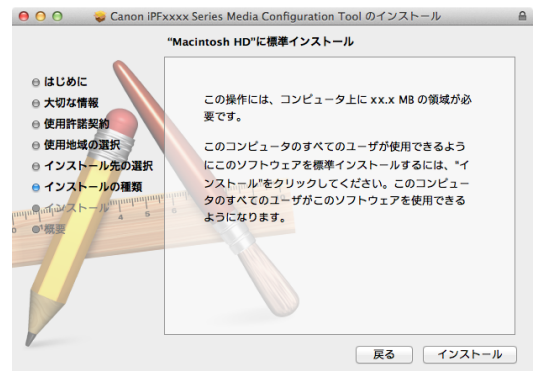 Canon iPFxxxx Series Media Configuration Tool のインストール
"Macintosh HD"に標準インストール
はじめに
大切な情報
使用許諾契約
使用地域の選択
インストール先の選択
インストールの種類
インストール
概要
この操作には、コンピュータ上に xx.x MB の領域が必
要です。
このコンピュータのすべてのユーザが使用できるよう
にこのソフトウェアを標準インストールするには、"イ
ンストール"をクリックしてください。このコンピュー
タのすべてのユーザがこのソフトウェアを使用できる
ようになります。
4 5 6
戻る インストール